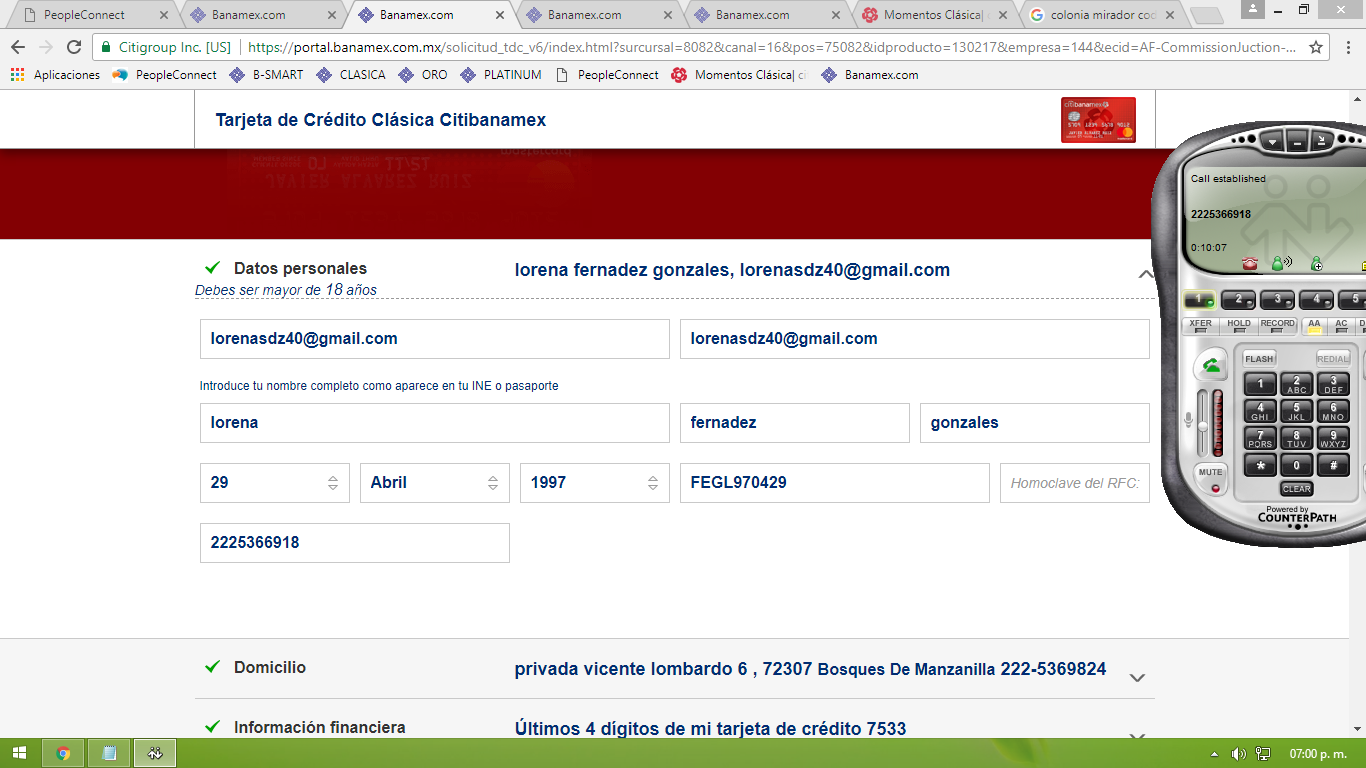 PeopleConnect
Banamex.com
Banamex.com
Banamex.com
Banamex.com
Momentos Clásica| c
colonia mirador cod
Citigroup Inc. [US]
https://portal.banamex.com.mx/solicitud_tdc_v6/index.html?surcursal=8082&canal=16&pos=75082&idproducto=130217&empresa=144&ecid=AF-CommissionJuction-...
Aplicaciones PeopleConnect B-SMART CLASICA ORO PLATINUM PeopleConnect Momentos Clásica| c Banamex.com
Tarjeta de Crédito Clásica Citibanamex
citibanamex
Call established
2225366918
0:10:07
Datos personales
lorena fernadez gonzales, lorenasdz40@gmail.com
Debes ser mayor de 18 años
lorenasdz40@gmail.com
lorenasdz40@gmail.com
Introduce tu nombre completo como aparece en tu INE o pasaporte
lorena
fernadez
gonzales
29
Abril
1997
FEGL970429
Homoclave del RFC:
2225366918
1 2 3 4 5
XFER HOLD RECORD AA AC D
FLASH REDIAL
1 2 ABC 3 DEF
4 GHI 5 JKL 6 MNO
7 PQRS 8 TUV 9 WXYZ
* 0 #
MUTE
CLEAR
Powered by
COUNTERPATH
Domicilio
privada vicente lombardo 6 , 72307 Bosques De Manzanilla 222-5369824
Información financiera
Últimos 4 dígitos de mi tarjeta de crédito 7533
07:00 p. m.